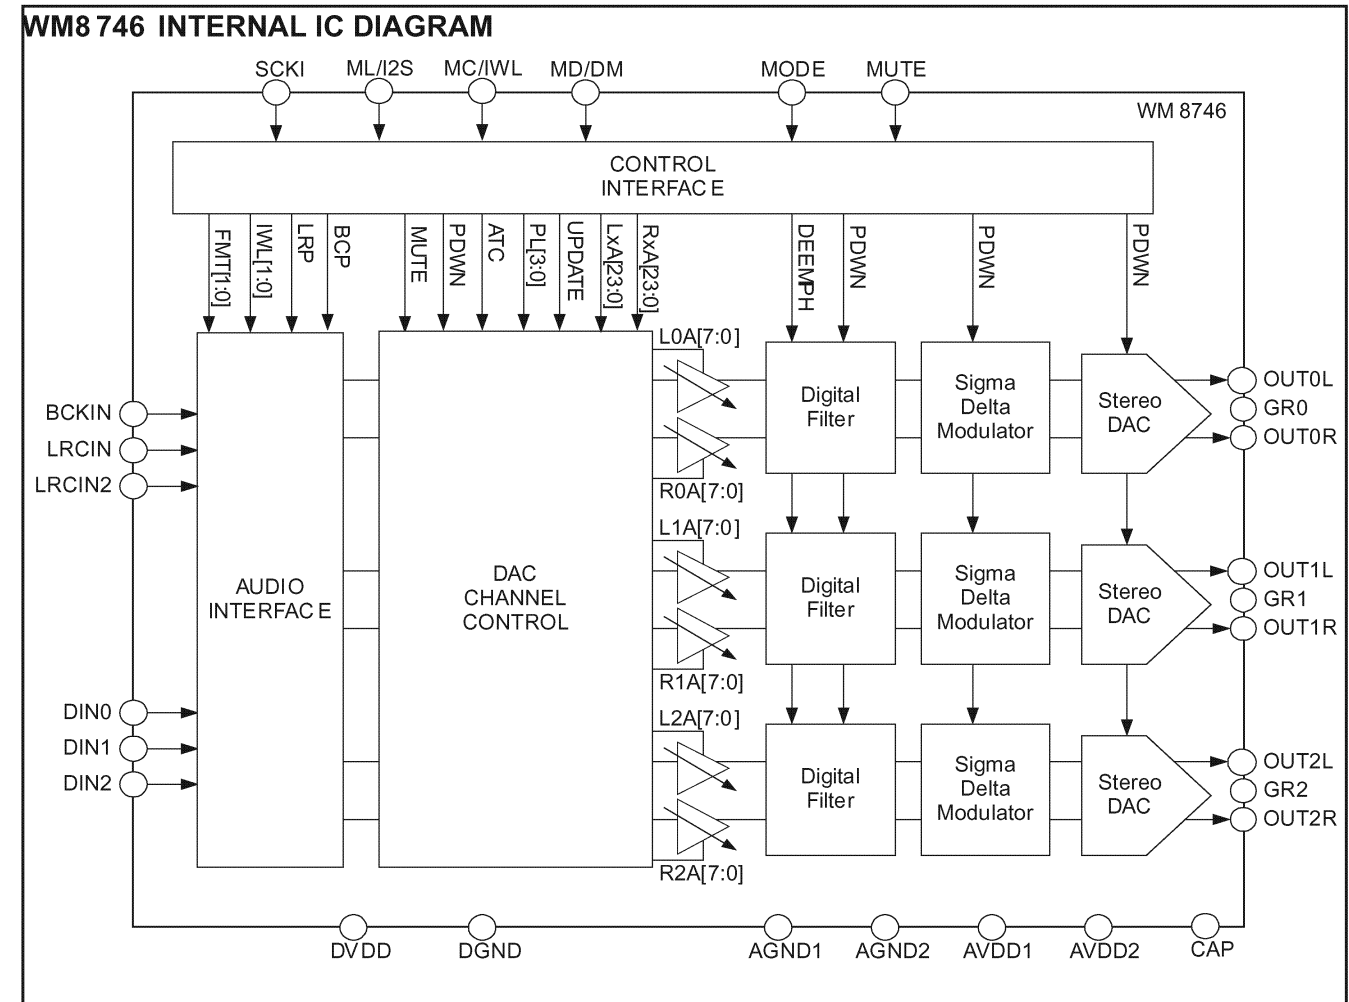 WM8746 INTERNAL IC DIAGRAM
SCKI
ML/I2S
MC/IWL
MD/DM
MODE
MUTE
WM8746
CONTROL
INTERFACE
FMT[1:0]
IWL[1:0]
LRP
BCP
MUTE
PDWN
ATC
PL[3:0]
UPDATE
LxA[23:0]
RxA[23:0]
DEEMPH
PDWN
PDWN
PDWN
BCKIN
LRCIN
LRCIN2
DIN0
DIN1
DIN2
AUDIO
INTERFACE
DAC
CHANNEL
CONTROL
L0A[7:0]
R0A[7:0]
Digital
Filter
Sigma
Delta
Modulator
Stereo
DAC
OUT0L
GR0
OUT0R
L1A[7:0]
R1A[7:0]
Digital
Filter
Sigma
Delta
Modulator
Stereo
DAC
OUT1L
GR1
OUT1R
L2A[7:0]
R2A[7:0]
Digital
Filter
Sigma
Delta
Modulator
Stereo
DAC
OUT2L
GR2
OUT2R
DVDD
DGND
AGND1
AGND2
AVDD1
AVDD2
CAP